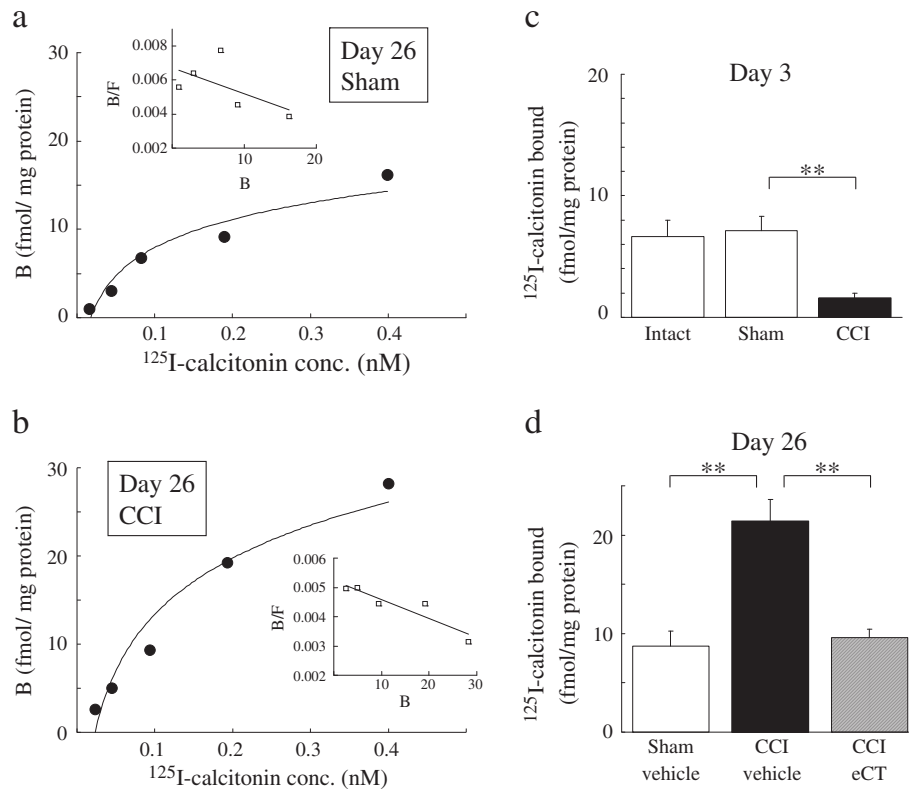 a
Day 26
Sham
B (fmol/ mg protein)
30
20
10
0
0.1
0.2
0.3
0.4
¹²⁵I-calcitonin conc. (nM)
B/F
0.008
0.006
0.004
0.002
10
20
B
b
Day 26
CCI
B (fmol/ mg protein)
30
20
10
0
0.1
0.2
0.3
0.4
¹²⁵I-calcitonin conc. (nM)
B/F
0.006
0.005
0.004
0.003
0.002
10
20
30
B
c
Day 3
¹²⁵I-calcitonin bound
(fmol/mg protein)
20
10
0
**
Intact
Sham
CCI
d
Day 26
¹²⁵I-calcitonin bound
(fmol/mg protein)
20
10
0
**
**
Sham
vehicle
CCI
vehicle
CCI
eCT